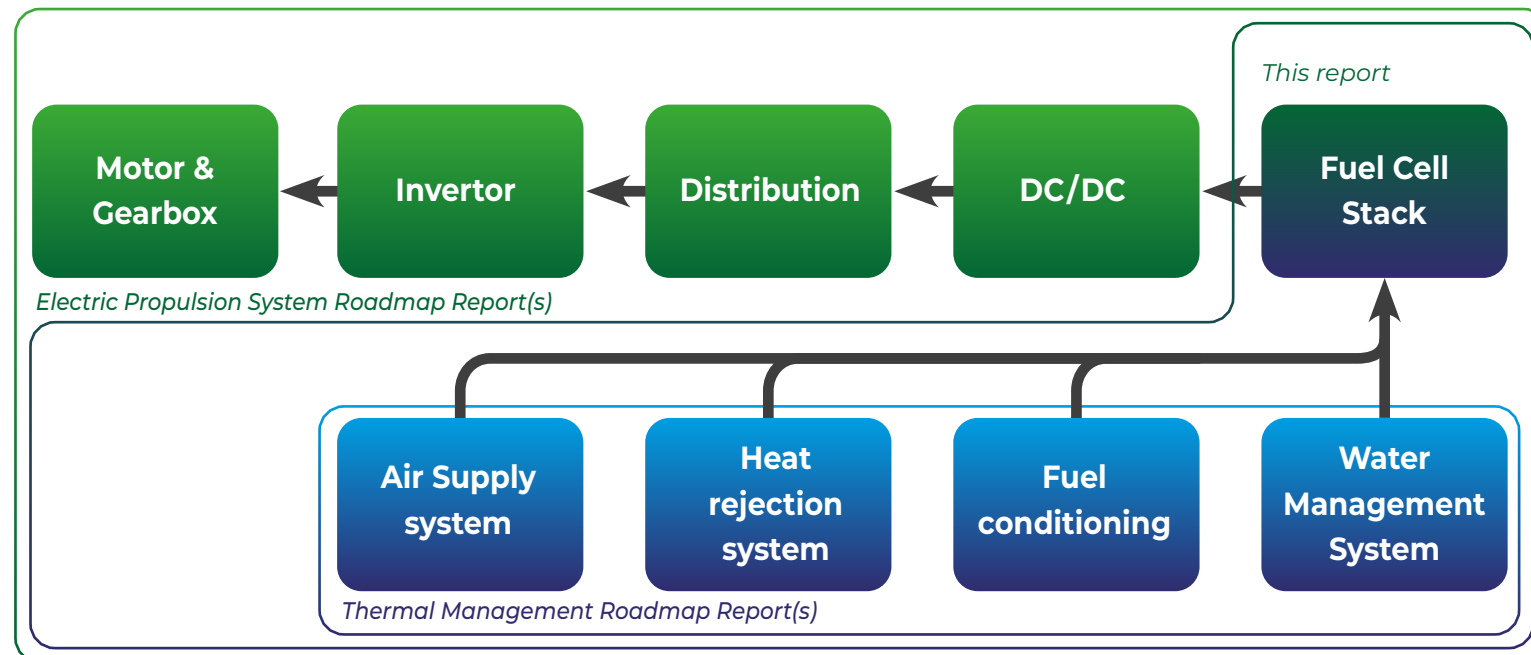 This report
Motor &
Gearbox
Invertor
Distribution
DC/DC
Fuel Cell
Stack
Electric Propulsion System Roadmap Report(s)
Air Supply
system
Heat
rejection
system
Fuel
conditioning
Water
Management
System
Thermal Management Roadmap Report(s)